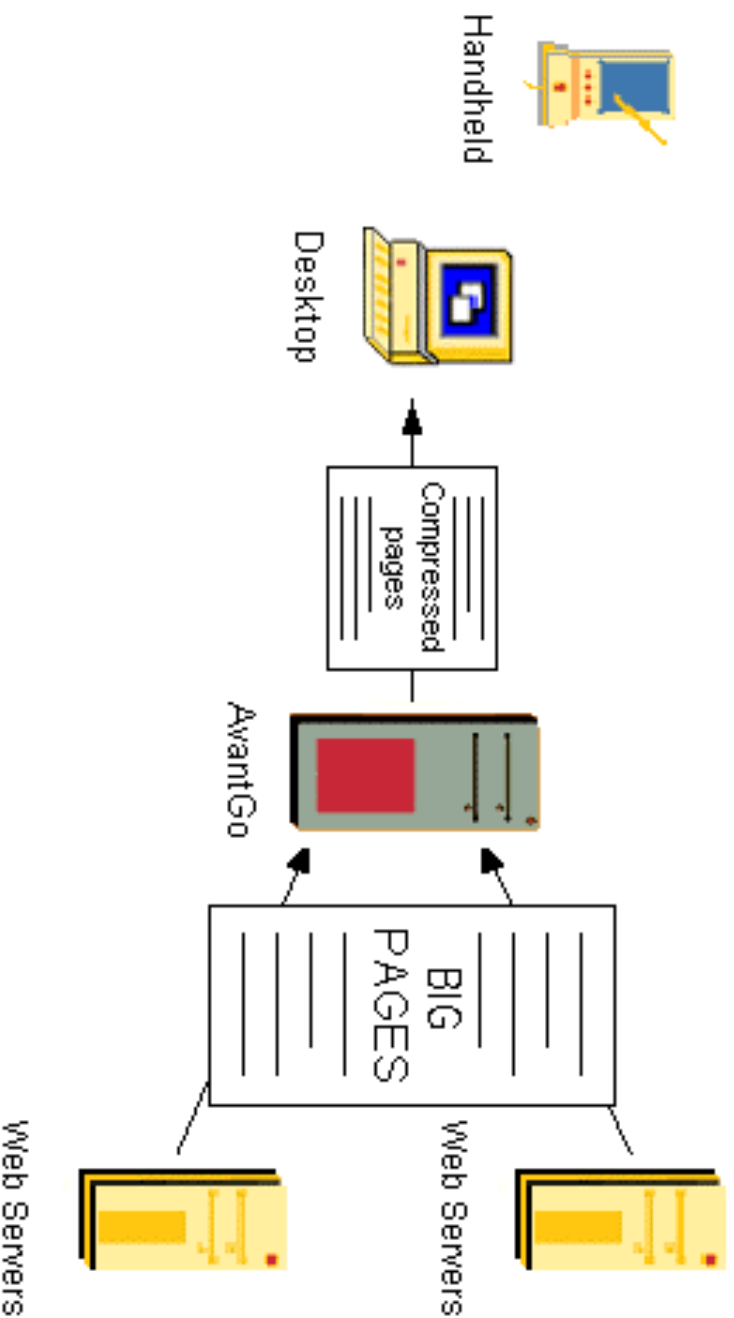 Handheld
Desktop
Compressed
pages
AvantGo
BIG
PAGES
Web Servers
Web Servers